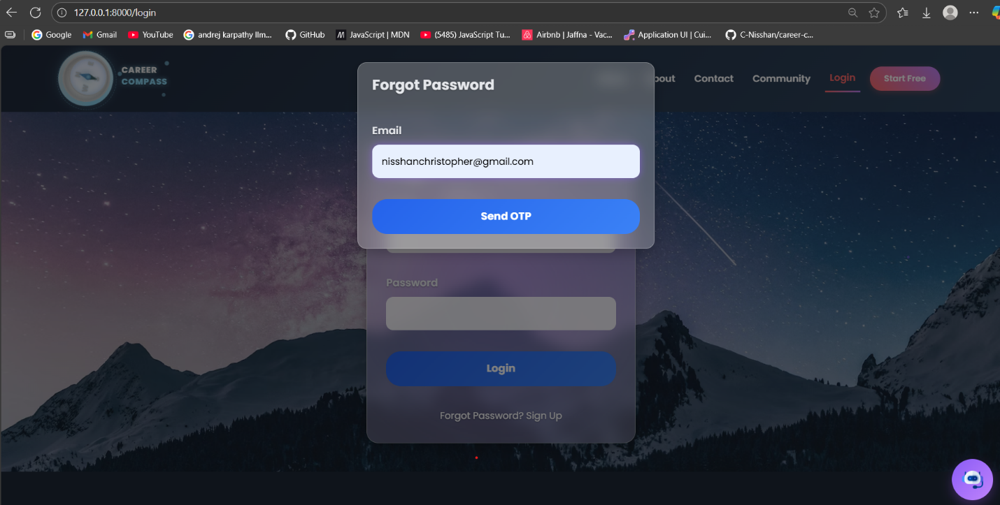 127.0.0.1:8000/login
Google
Gmail
YouTube
andrej karpathy llm...
GitHub
JavaScript | MDN
(5485) JavaScript Tu...
Airbnb | Jaffna - Vac...
Application UI | Cui...
C-Nisshan/career-c...
CAREER
COMPASS
Contact
Community
Login
Start Free
Forgot Password
Email
nisshanchristopher@gmail.com
Send OTP
Password
Login
Forgot Password? Sign Up